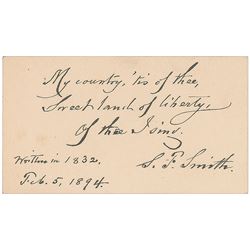 My country, 'tis of thee,
Sweet land of liberty,
Of thee I sing.
Written in 1832.
S. F. Smith.
Feb. 5, 1894.